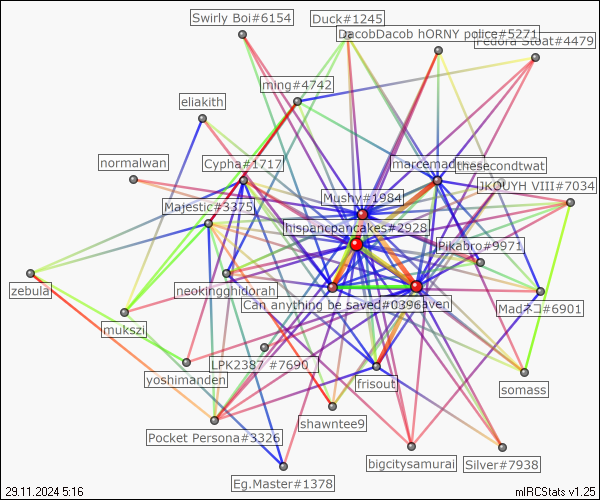 Swirly Boi#6154
Duck#1245
DacobDacob hORNY police#5271
Fedora Stoat#4479
ming#4742
eliakith
normalwan
Cypha#1717
thesecondtwat
JKOUYH VIII#7034
Mushy#1984
Majestic#3375
hispancpancakes#2928
Pikabro#9971
zebula
neokingghidorah
Can anything be saved#0396
Madネコ#6901
mukszi
LPK2387 #7690
yoshimanden
frisout
somass
shawntee9
Pocket Persona#3326
bigcitysamurai
Silver#7938
Eg.Master#1378
29.11.2024 5:16
mIRCStats v1.25